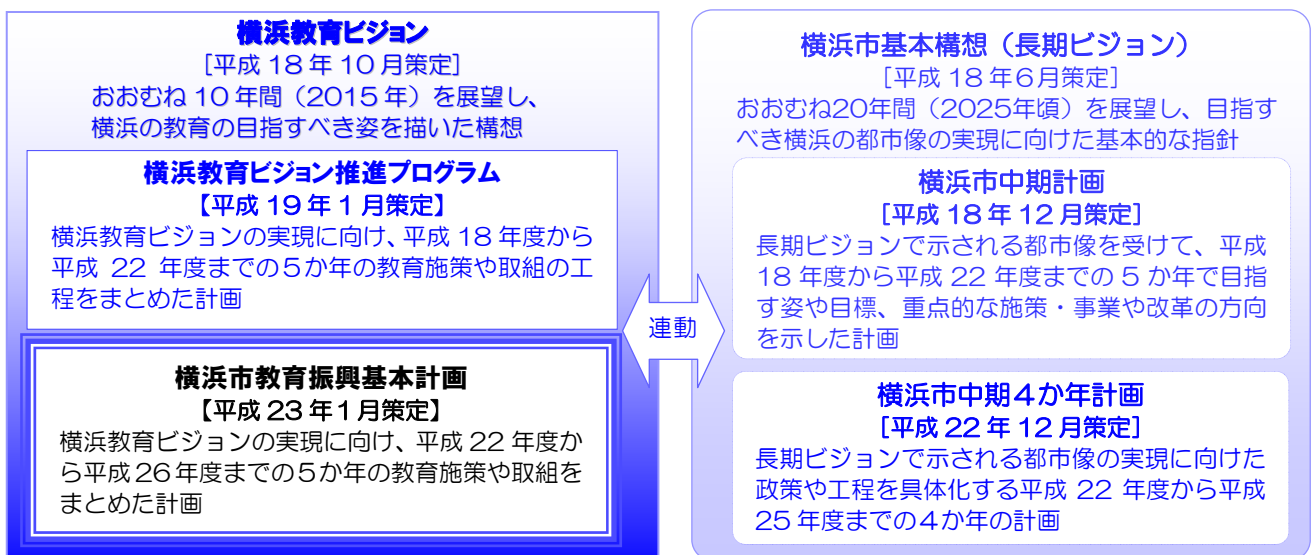 横浜教育ビジョン
[平成 18 年 10 月策定]
おおむね 10 年間（2015 年）を展望し、
横浜の教育の目指すべき姿を描いた構想
横浜教育ビジョン推進プログラム
【平成 19 年 1 月策定】
横浜教育ビジョンの実現に向け、平成 18 年度から
平成 22 年度までの５か年の教育施策や取組の工
程をまとめた計画
横浜市教育振興基本計画
【平成 23 年１月策定】
横浜教育ビジョンの実現に向け、平成 22 年度か
ら平成 26 年度までの５か年の教育施策や取組を
まとめた計画
連動
横浜市基本構想（長期ビジョン）
[平成 18 年６月策定]
おおむね20年間（2025年頃）を展望し、目指す
べき横浜の都市像の実現に向けた基本的な指針
横浜市中期計画
[平成 18 年 12 月策定]
長期ビジョンで示される都市像を受けて、平成
18 年度から平成 22 年度までの 5 か年で目指
す姿や目標、重点的な施策・事業や改革の方向
を示した計画
横浜市中期４か年計画
[平成 22 年 12 月策定]
長期ビジョンで示される都市像の実現に向けた
政策や工程を具体化する平成 22 年度から平成
25 年度までの４か年の計画